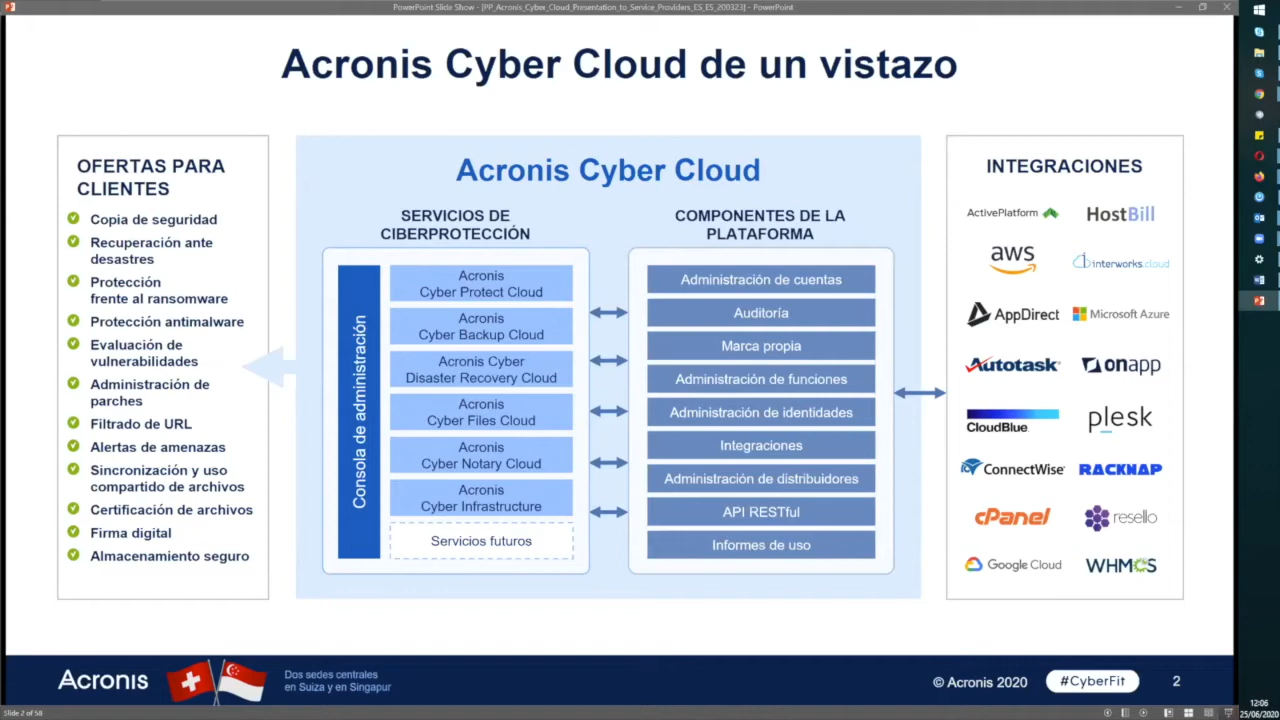 PowerPoint Slide Show - [PP_Acronis_Cyber_Cloud_Presentation_to_Service_Providers_ES_ES_200323] - PowerPoint
Acronis Cyber Cloud de un vistazo
OFERTAS PARA
CLIENTES
Copia de seguridad
Recuperación ante
desastres
Protección
frente al ransomware
Protección antimalware
Evaluación de
vulnerabilidades
Administración de
parches
Filtrado de URL
Alertas de amenazas
Sincronización y uso
compartido de archivos
Certificación de archivos
Firma digital
Almacenamiento seguro
Acronis Cyber Cloud
SERVICIOS DE
CIBERPROTECCIÓN
Consola de administración
Acronis
Cyber Protect Cloud
Acronis
Cyber Backup Cloud
Acronis Cyber
Disaster Recovery Cloud
Acronis
Cyber Files Cloud
Acronis
Cyber Notary Cloud
Acronis
Cyber Infrastructure
Servicios futuros
COMPONENTES DE LA
PLATAFORMA
Administración de cuentas
Auditoría
Marca propia
Administración de funciones
Administración de identidades
Integraciones
Administración de distribuidores
API RESTful
Informes de uso
INTEGRACIONES
ActivePlatform HostBill
aws interworks.cloud
AppDirect Microsoft Azure
Autotask onapp
CloudBlue plesk
ConnectWise RACKNAP
cPanel resello
Google Cloud WHMCS
Acronis
Dos sedes centrales
en Suiza y en Singapur
© Acronis 2020 #CyberFit 2
Slide 2 of 58
12:06
25/06/2020